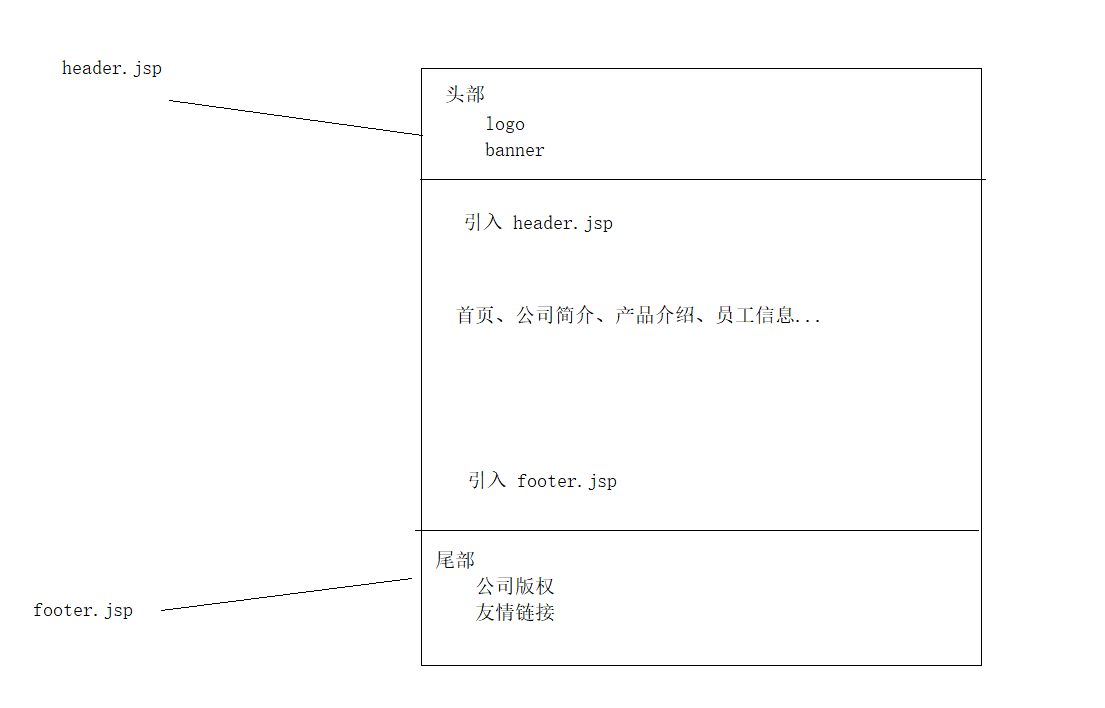 header.jsp
头部
logo
banner
引入 header.jsp
首页、公司简介、产品介绍、员工信息...
引入 footer.jsp
尾部
公司版权
友情链接
footer.jsp